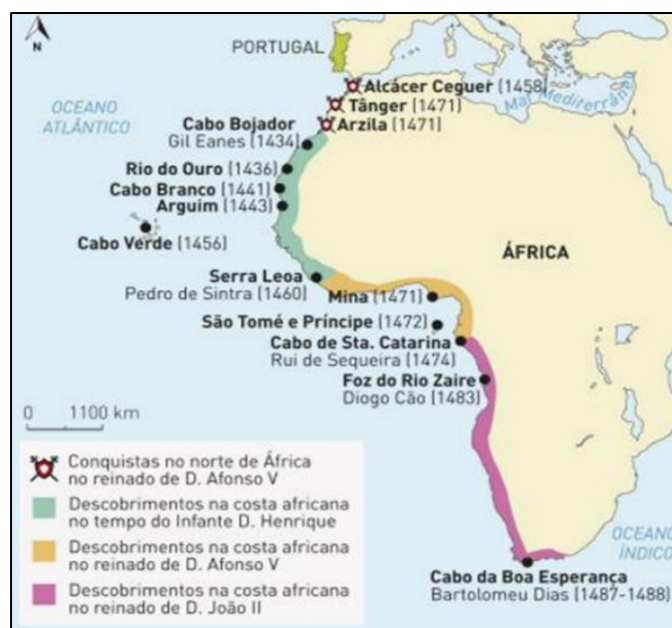 N
PORTUGAL
OCEANO
ATLÂNTICO
Alcácer Ceguer (1458)
Mar Mediterrâneo
Tânger (1471)
Arzila (1471)
Cabo Bojador
Gil Eanes (1434)
Rio do Ouro (1436)
Cabo Branco (1441)
Arguim (1443)
Cabo Verde (1456)
ÁFRICA
Serra Leoa
Pedro de Sintra (1460)
Mina (1471)
São Tomé e Príncipe (1472)
Cabo de Sta. Catarina
Rui de Sequeira (1474)
Foz do Rio Zaire
Diogo Cão (1483)
0 1100 km
Conquistas no norte de África
no reinado de D. Afonso V
Descobrimentos na costa africana
no tempo do Infante D. Henrique
Descobrimentos na costa africana
no reinado de D. Afonso V
Descobrimentos na costa africana
no reinado de D. João II
OCEANO
ÍNDICO
Cabo da Boa Esperança
Bartolomeu Dias (1487-1488)